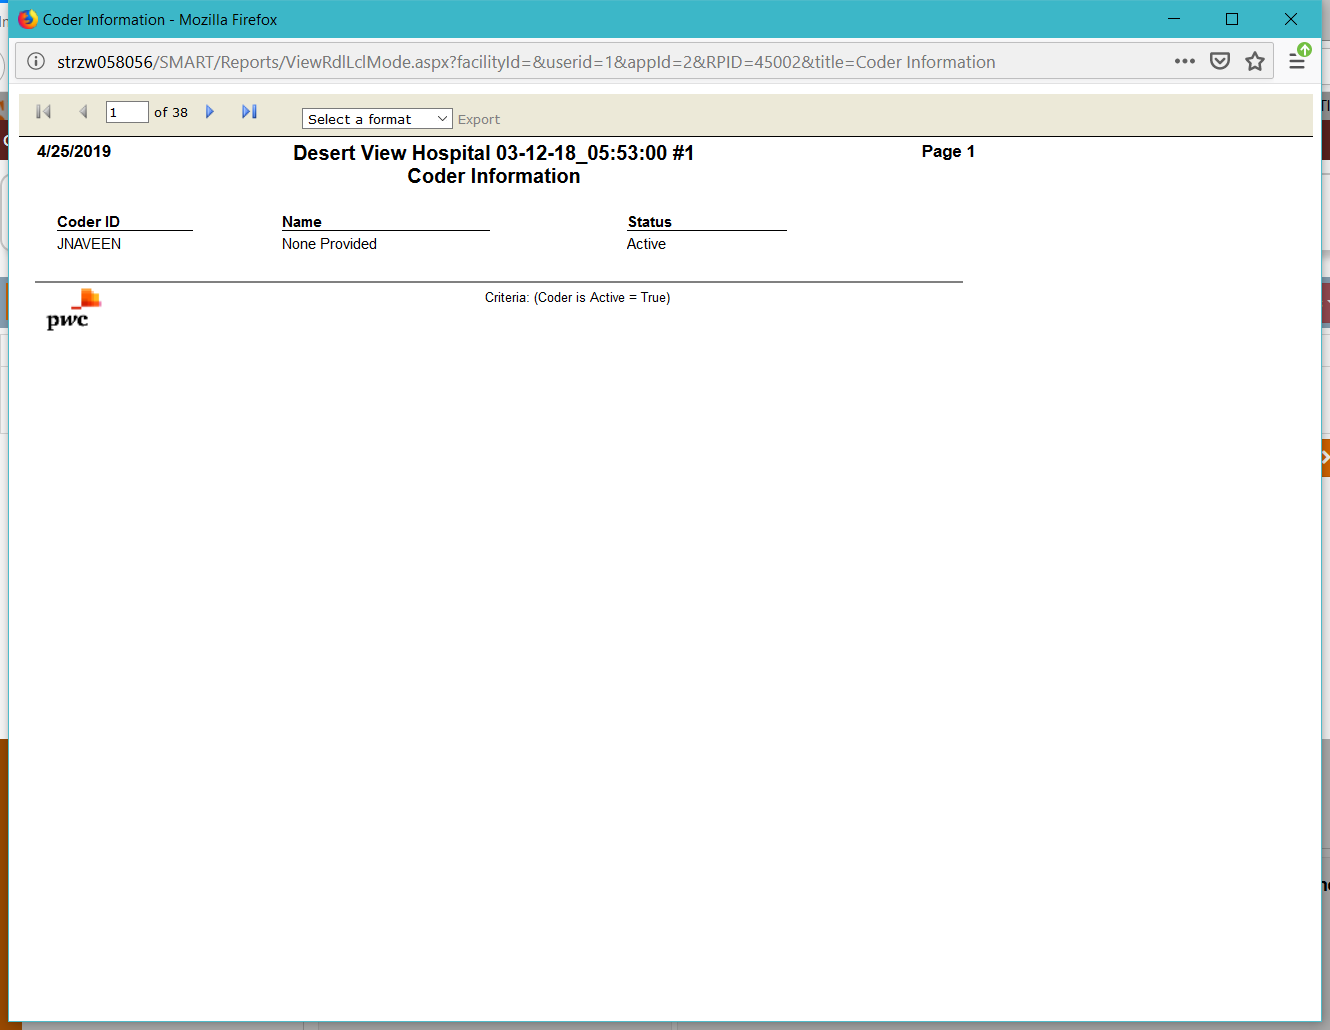 Coder Information - Mozilla Firefox
strzw058056/SMART/Reports/ViewRdlLclMode.aspx?facilityId=&userid=1&appId=2&RPID=45002&title=Coder Information
1 of 38
Select a format Export
4/25/2019 Desert View Hospital 03-12-18_05:53:00 #1 Page 1
Coder Information
Coder ID Name Status
JNAVEEN None Provided Active
Criteria: (Coder is Active = True)
pwc